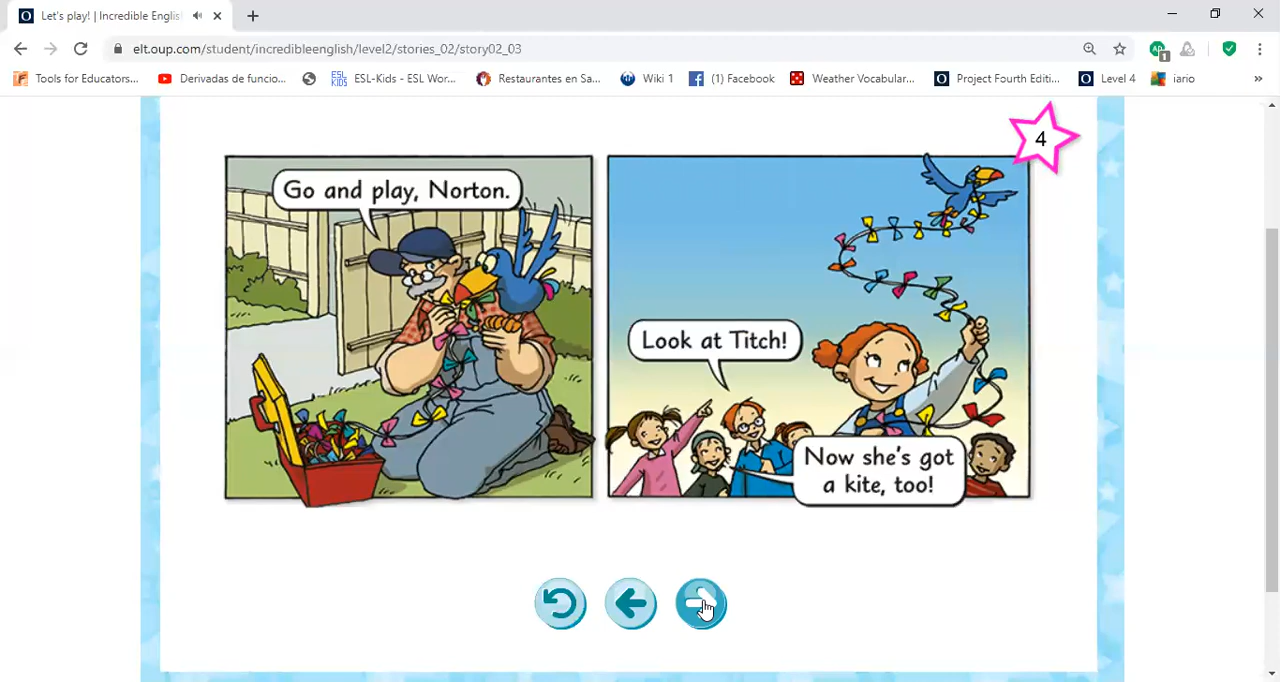 Let's play! | Incredible Englis
elt.oup.com/student/incredibleenglish/level2/stories_02/story02_03
Tools for Educators... Derivadas de funcio... ESL-Kids - ESL Wor... Restaurantes en Sa... Wiki 1 (1) Facebook Weather Vocabular... Project Fourth Editi... Level 4 iario
4
Go and play, Norton.
Look at Titch!
Now she's got
a kite, too!